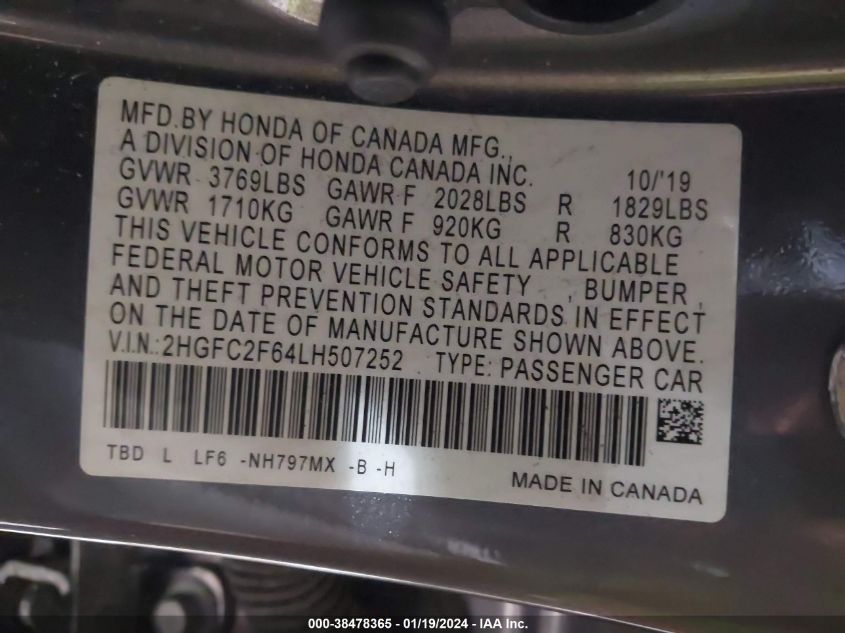 MFD.BY HONDA OF CANADA MFG.,
A DIVISION OF HONDA CANADA INC. 10/'19
GVWR 3769LBS GAWR F 2028LBS R 1829LBS
GVWR 1710KG GAWR F 920KG R 830KG
THIS VEHICLE CONFORMS TO ALL APPLICABLE
FEDERAL MOTOR VEHICLE SAFETY , BUMPER ,
AND THEFT PREVENTION STANDARDS IN EFFECT
ON THE DATE OF MANUFACTURE SHOWN ABOVE.
V.I.N.:2HGFC2F64LH507252 TYPE: PASSENGER CAR
TBD L LF6 -NH797MX -B -H
MADE IN CANADA
000-38478365 - 01/19/2024 - IAA Inc.